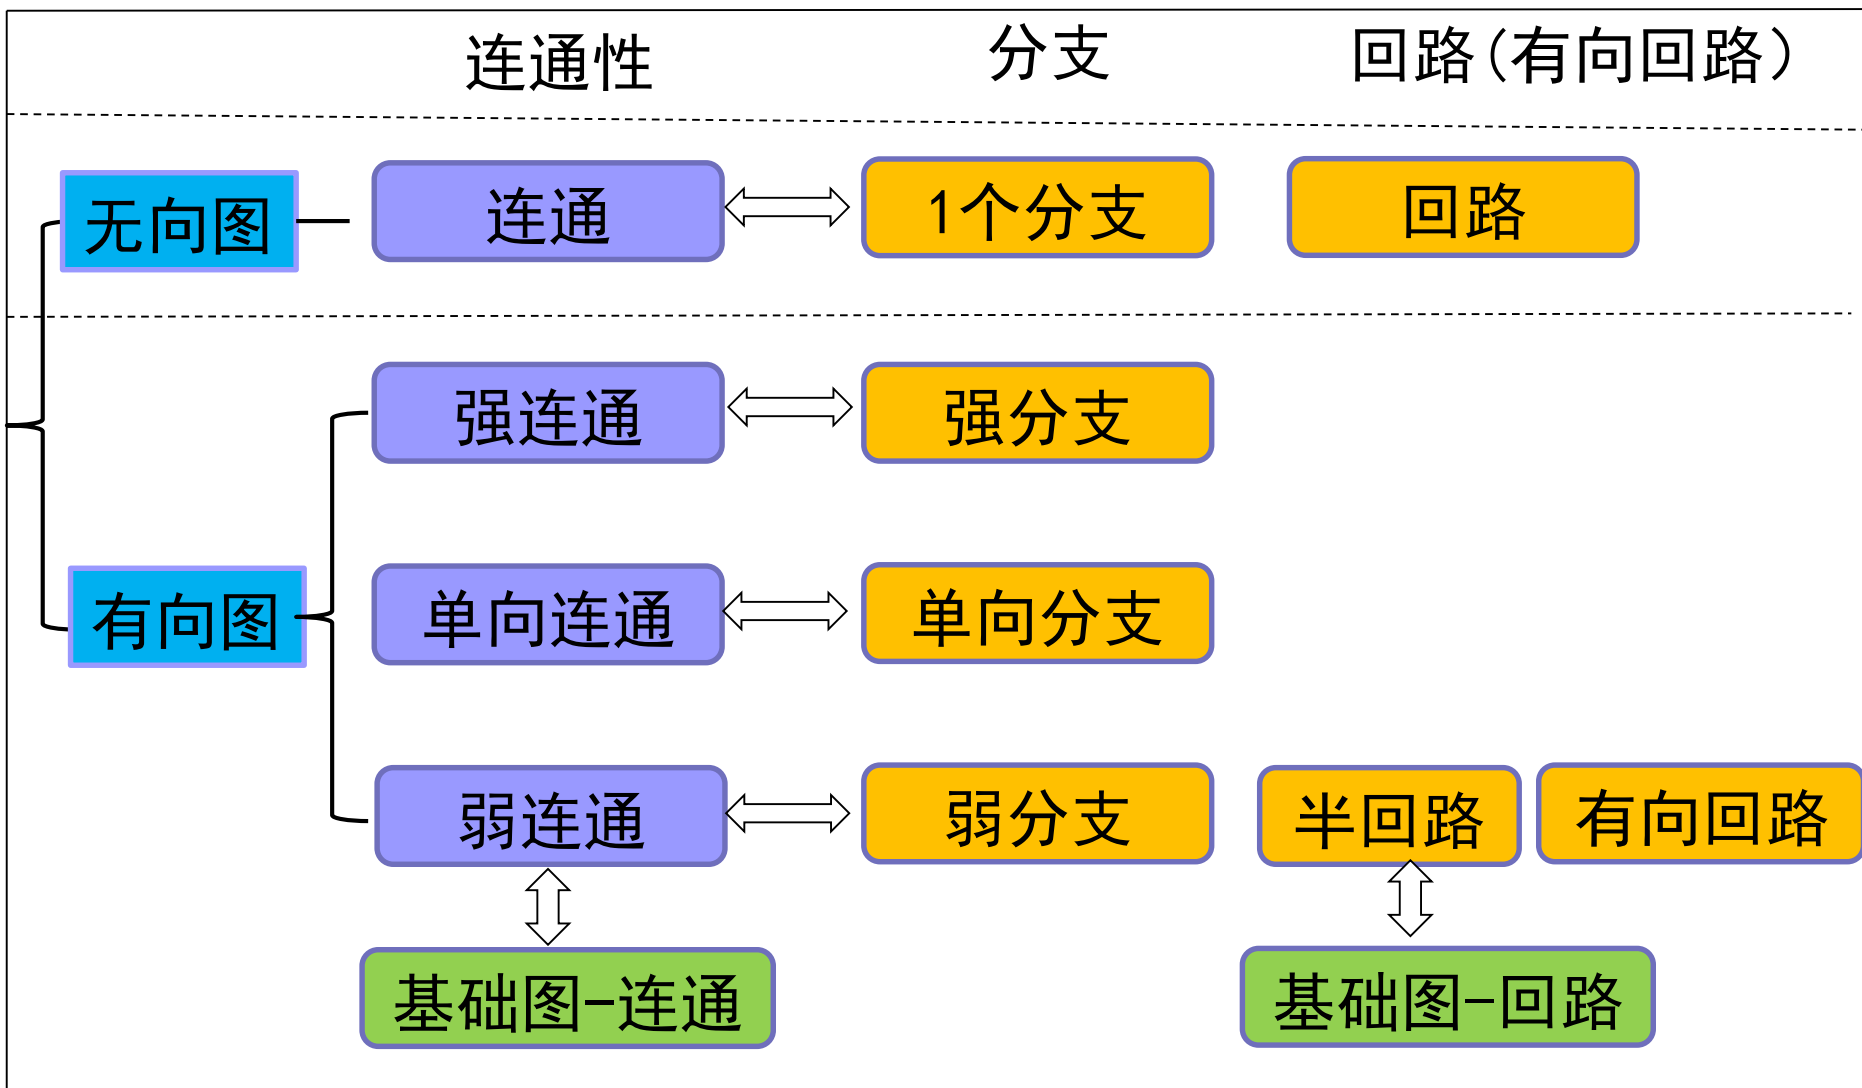 连通性 分支 回路(有向回路)
无向图 连通 1个分支 回路
强连通 强分支
有向图 单向连通 单向分支
弱连通 弱分支 半回路 有向回路
基础图-连通 基础图-回路